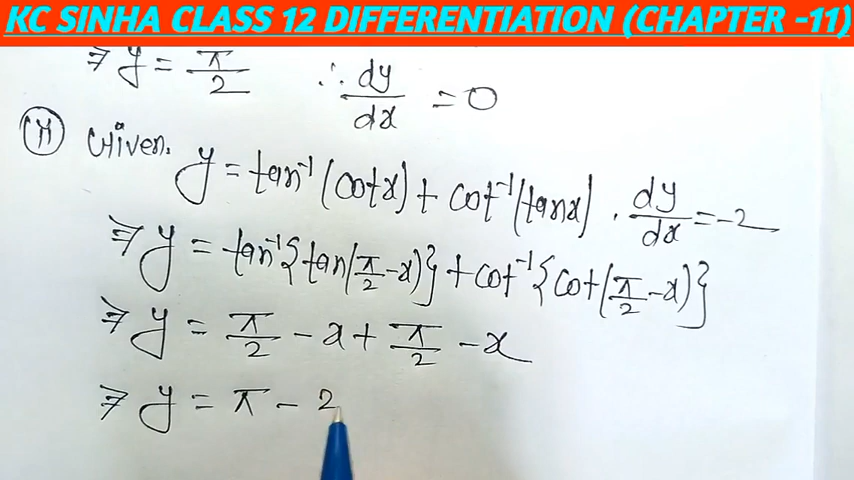 KC SINHA CLASS 12 DIFFERENTIATION (CHAPTER -11)
⇒ y = π/2 ∴ dy/dx = 0
Given. y = tan⁻¹(cotx) + cot⁻¹(tanx) . dy/dx = -2
⇒ y = tan⁻¹{tan(π/2 - x)} + cot⁻¹{cot(π/2 - x)}
⇒ y = π/2 - x + π/2 - x
⇒ y = π - 2